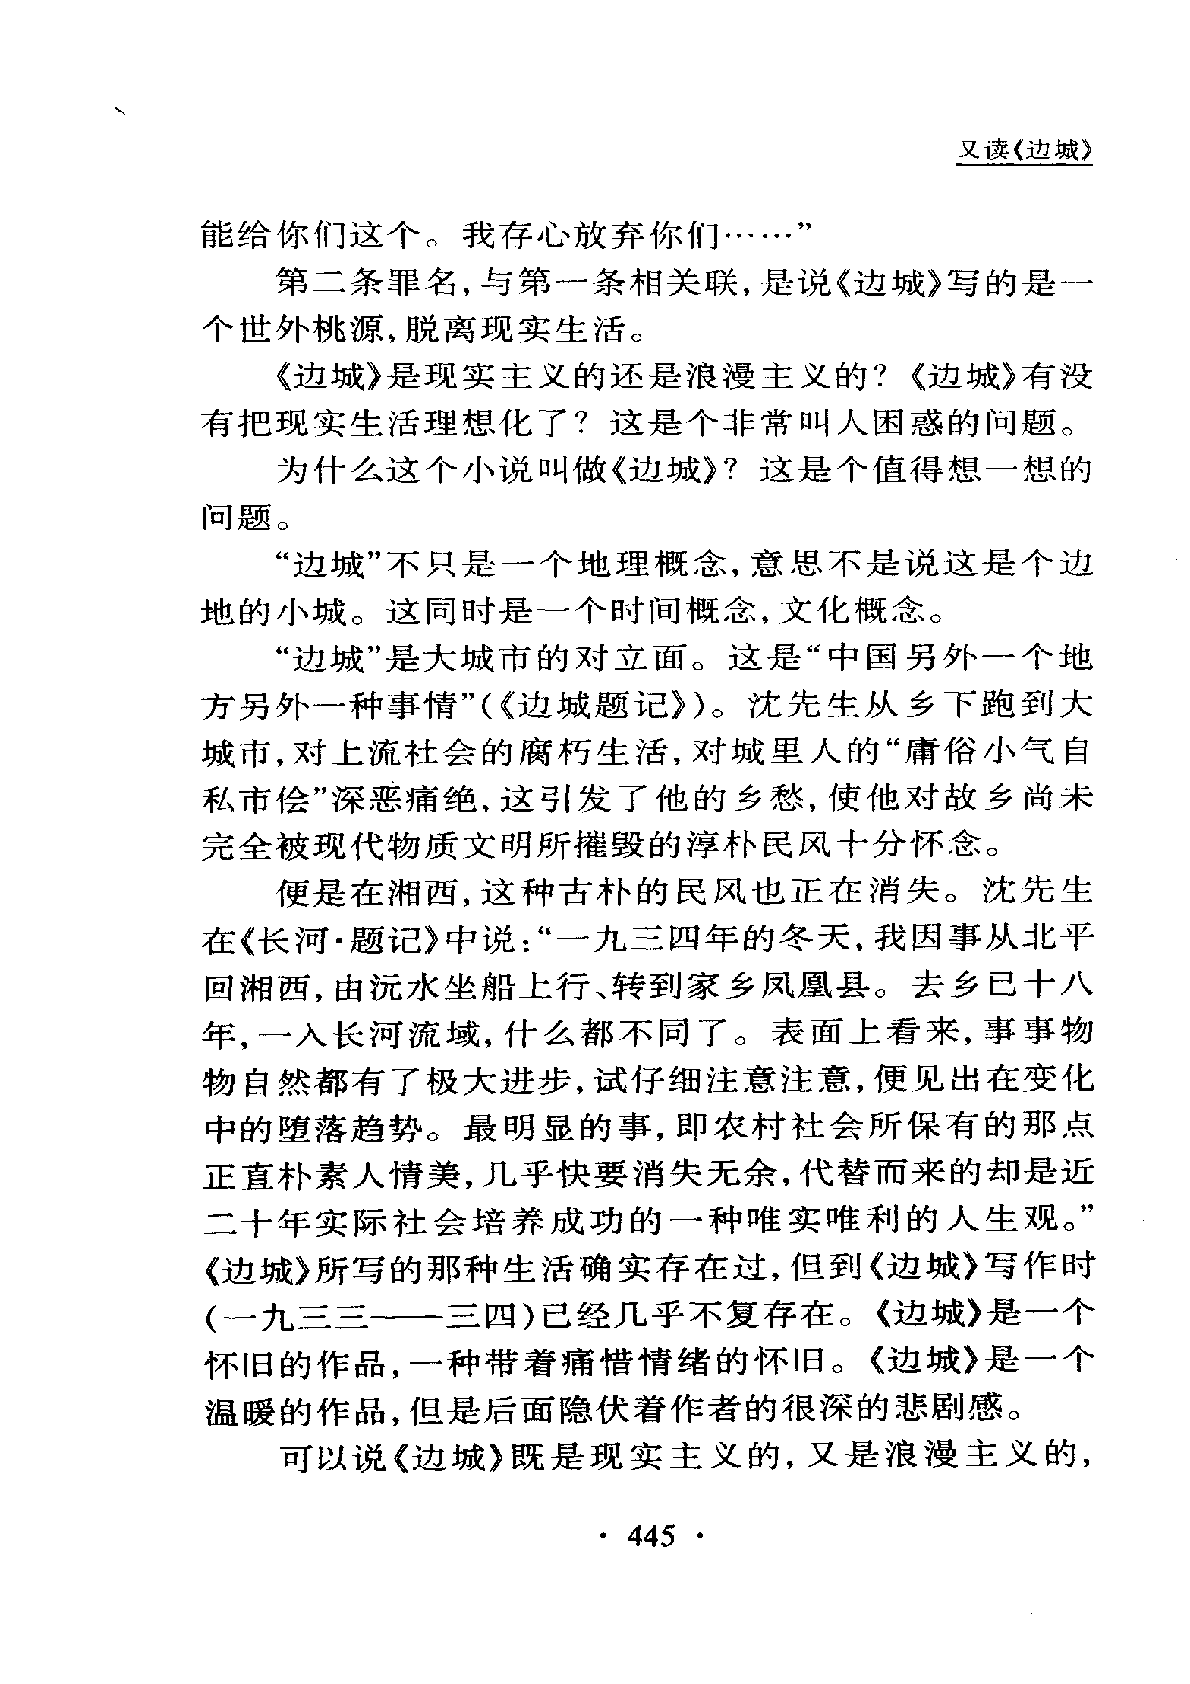 又读《边城》
能给你们这个。我存心放弃你们……”
第二条罪名,与第一条相关联,是说《边城》写的是一
个世外桃源,脱离现实生活。
《边城》是现实主义的还是浪漫主义的?《边城》有没
有把现实生活理想化了?这是个非常叫人困惑的问题。
为什么这个小说叫做《边城》?这是个值得想一想的
问题。
“边城”不只是一个地理概念,意思不是说这是个边
地的小城。这同时是一个时间概念,文化概念。
“边城”是大城市的对立面。这是“中国另外一个地
方另外一种事情”(《边城题记》)。沈先生从乡下跑到大
城市,对上流社会的腐朽生活,对城里人的“庸俗小气自
私市侩”深恶痛绝,这引发了他的乡愁,使他对故乡尚未
完全被现代物质文明所摧毁的淳朴民风十分怀念。
便是在湘西,这种古朴的民风也正在消失。沈先生
在《长河·题记》中说:“一九三四年的冬天,我因事从北平
回湘西,由沅水坐船上行、转到家乡凤凰县。去乡已十八
年,一入长河流域,什么都不同了。表面上看来,事事物
物自然都有了极大进步,试仔细注意注意,便见出在变化
中的堕落趋势。最明显的事,即农村社会所保有的那点
正直朴素人情美,几乎快要消失无余,代替而来的却是近
二十年实际社会培养成功的一种唯实唯利的人生观。”
《边城》所写的那种生活确实存在过,但到《边城》写作时
(一九三三——三四)已经几乎不复存在。《边城》是一个
怀旧的作品,一种带着痛惜情绪的怀旧。《边城》是一个
温暖的作品,但是后面隐伏着作者的很深的悲剧感。
可以说《边城》既是现实主义的,又是浪漫主义的,
· 445 ·